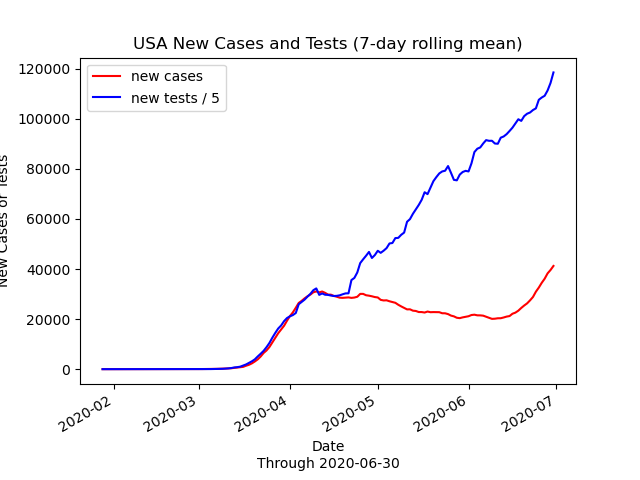 USA New Cases and Tests (7-day rolling mean)
new cases
new tests / 5
120000
100000
80000
60000
40000
20000
0
New Cases or Tests
2020-02
2020-03
2020-04
2020-05
2020-06
2020-07
Date
Through 2020-06-30